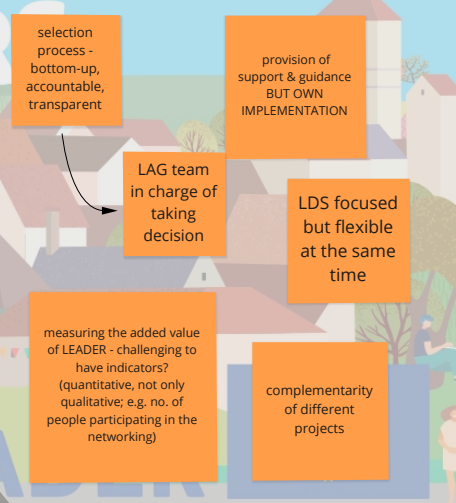 selection
process -
bottom-up,
accountable,
transparent
provision of
support & guidance
BUT OWN
IMPLEMENTATION
LAG team
in charge of
taking
decision
LDS focused
but flexible
at the same
time
measuring the added value
of LEADER - challenging to
have indicators?
(quantitative, not only
qualitative; e.g. no. of
people participating in the
networking)
complementarity
of different
projects